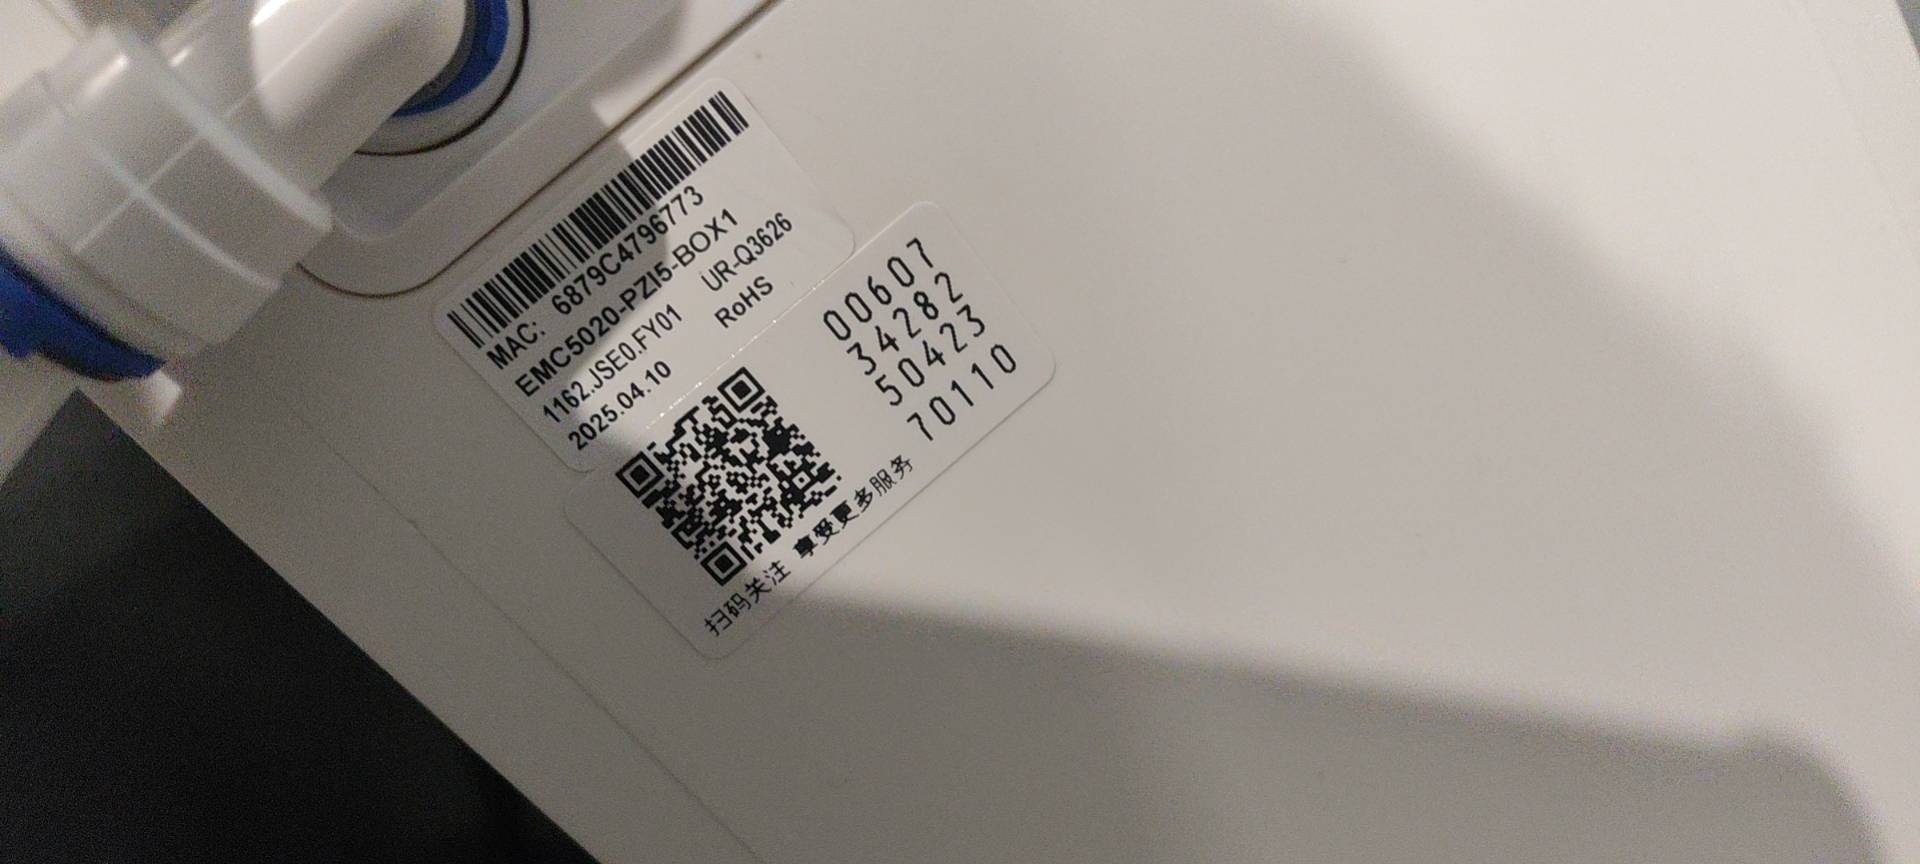 MAC: 6879C4796773
EMC5020-PZI5-BOX1
1162.JSE0.FY01 UR-Q3626
2025.04.10 RoHS
00607
34282
50423
70110
扫码关注 享受更多服务